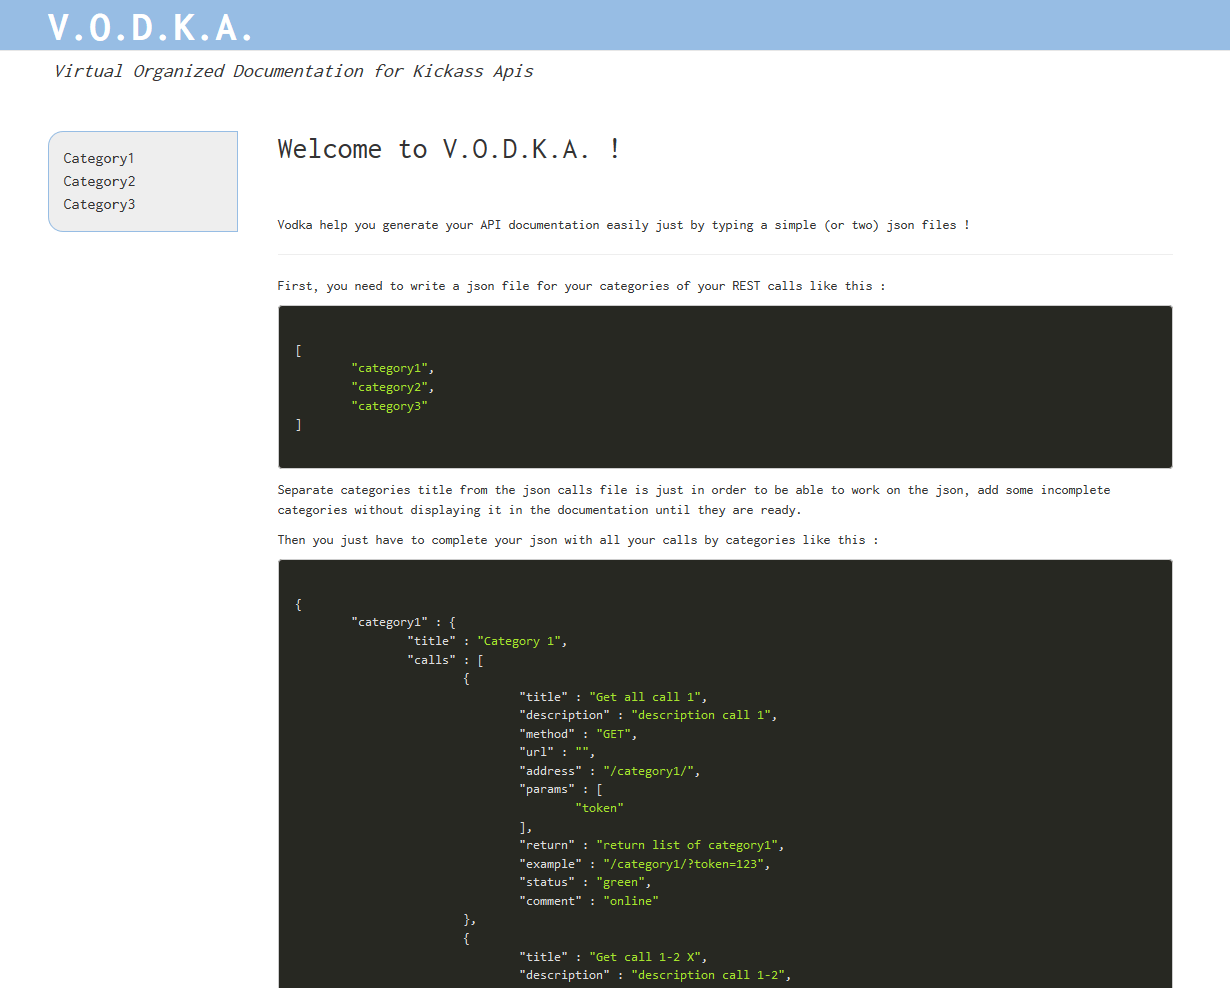 V.O.D.K.A.
Virtual Organized Documentation for Kickass Apis
Category1
Category2
Category3
Welcome to V.O.D.K.A. !
Vodka help you generate your API documentation easily just by typing a simple (or two) json files !
First, you need to write a json file for your categories of your REST calls like this :
[
"category1",
"category2",
"category3"
]
Separate categories title from the json calls file is just in order to be able to work on the json, add some incomplete
categories without displaying it in the documentation until they are ready.
Then you just have to complete your json with all your calls by categories like this :
{
"category1" : {
"title" : "Category 1",
"calls" : [
{
"title" : "Get all call 1",
"description" : "description call 1",
"method" : "GET",
"url" : "",
"address" : "/category1/",
"params" : [
"token"
],
"return" : "return list of category1",
"example" : "/category1/?token=123",
"status" : "green",
"comment" : "online"
},
{
"title" : "Get call 1-2 X",
"description" : "description call 1-2",